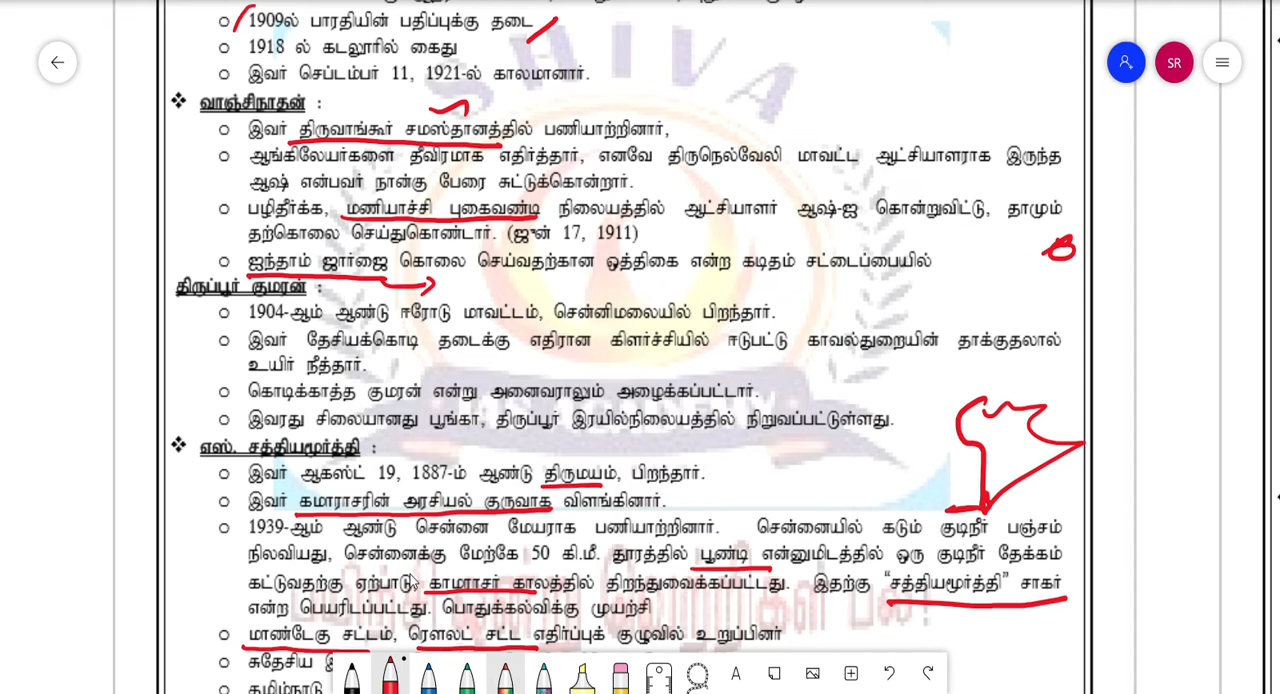 1909ல் பாரதியின் பதிப்புக்கு தடை
1918 ல் கடலூரில் கைது
இவர் செப்டம்பர் 11, 1921-ல் காலமானார்.
வாஞ்சிநாதன் :
இவர் திருவாங்கூர் சமஸ்தானத்தில் பணியாற்றினார்,
ஆங்கிலேயர்களை தீவிரமாக எதிர்த்தார், எனவே திருநெல்வேலி மாவட்ட ஆட்சியாளராக இருந்த
ஆஷ் என்பவர் நான்கு பேரை சுட்டுக்கொன்றார்.
பழிதீர்க்க, மணியாச்சி புகைவண்டி நிலையத்தில் ஆட்சியாளர் ஆஷ்-ஐ கொன்றுவிட்டு, தாமும்
தற்கொலை செய்துகொண்டார். (ஜுன் 17, 1911)
ஐந்தாம் ஜார்ஜை கொலை செய்வதற்கான ஒத்திகை என்ற கடிதம் சட்டைப்பையில்
திருப்பூர் குமரன் :
1904-ஆம் ஆண்டு ஈரோடு மாவட்டம், சென்னிமலையில் பிறந்தார்.
இவர் தேசியக்கொடி தடைக்கு எதிரான கிளர்ச்சியில் ஈடுபட்டு காவல்துறையின் தாக்குதலால்
உயிர் நீத்தார்.
கொடிக்காத்த குமரன் என்று அனைவராலும் அழைக்கப்பட்டார்.
இவரது சிலையானது பூங்கா, திருப்பூர் இரயில்நிலையத்தில் நிறுவப்பட்டுள்ளது.
எஸ். சத்தியமூர்த்தி :
இவர் ஆகஸ்ட் 19, 1887-ம் ஆண்டு திருமயம், பிறந்தார்.
இவர் கமாராசரின் அரசியல் குருவாக விளங்கினார்.
1939-ஆம் ஆண்டு சென்னை மேயராக பணியாற்றினார். சென்னையில் கடும் குடிநீர் பஞ்சம்
நிலவியது, சென்னைக்கு மேற்கே 50 கி.மீ. தூரத்தில் பூண்டி என்னுமிடத்தில் ஒரு குடிநீர் தேக்கம்
கட்டுவதற்கு ஏற்பாடு காமராசர் காலத்தில் திறந்துவைக்கப்பட்டது. இதற்கு “சத்தியமூர்த்தி” சாகர்
என்ற பெயரிடப்பட்டது. பொதுக்கல்விக்கு முயற்சி
மாண்டேகு சட்டம், ரௌலட் சட்ட எதிர்ப்புக் குழுவில் உறுப்பினர்
சுதேசிய
தமிழ்நாடு
SHIVA
SR
A